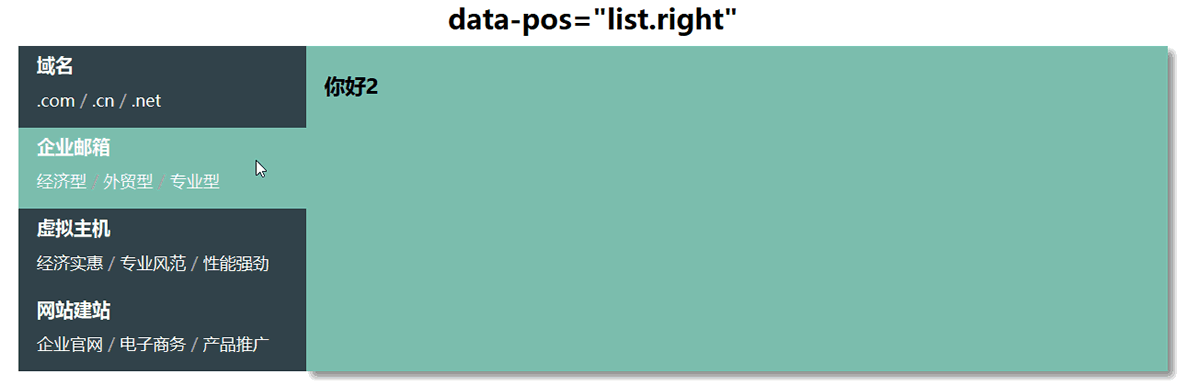 data-pos="list.right"
域名
.com / .cn / .net
企业邮箱
经济型 / 外贸型 / 专业型
虚拟主机
经济实惠 / 专业风范 / 性能强劲
网站建站
企业官网 / 电子商务 / 产品推广
你好2